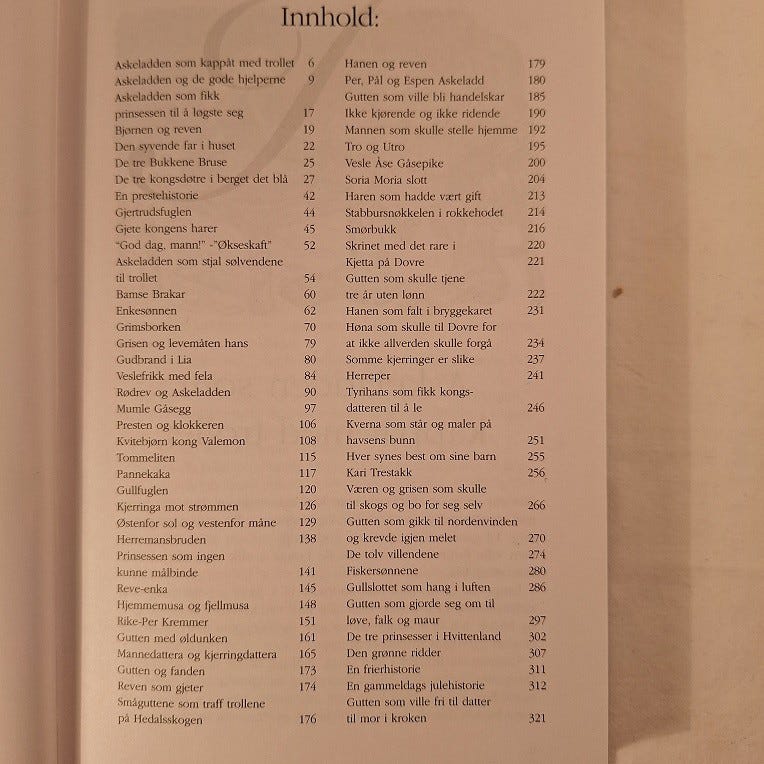 Innhold:
Askeladden som kappåt med trollet 6
Askeladden og de gode hjelperne 9
Askeladden som fikk
prinsessen til å løgste seg 17
Bjørnen og reven 19
Den syvende far i huset 22
De tre Bukkene Bruse 25
De tre kongsdøtre i berget det blå 27
En prestehistorie 42
Gjertrudsfuglen 44
Gjete kongens harer 45
"God dag, mann!" -"Økseskaft" 52
Askeladden som stjal sølvendene
til trollet 54
Bamse Brakar 60
Enkesønnen 62
Grimsborken 70
Grisen og levemåten hans 79
Gudbrand i Lia 80
Veslefrikk med fela 84
Rødrev og Askeladden 90
Mumle Gåsegg 97
Presten og klokkeren 106
Kvitebjørn kong Valemon 108
Tommeliten 115
Pannekaka 117
Gullfuglen 120
Kjerringa mot strømmen 126
Østenfor sol og vestenfor måne 129
Herremansbruden 138
Prinsessen som ingen
kunne målbinde 141
Reve-enka 145
Hjemmemusa og fjellmusa 148
Rike-Per Kremmer 151
Gutten med øldunken 161
Mannedattera og kjerringdattera 165
Gutten og fanden 173
Reven som gjeter 174
Småguttene som traff trollene
på Hedalsskogen 176
Hanen og reven 179
Per, Pål og Espen Askeladd 180
Gutten som ville bli handelskar 185
Ikke kjørende og ikke ridende 190
Mannen som skulle stelle hjemme 192
Tro og Utro 195
Vesle Åse Gåsepike 200
Soria Moria slott 204
Haren som hadde vært gift 213
Stabbursnøkkelen i rokkehodet 214
Smørbukk 216
Skrinet med det rare i 220
Kjetta på Dovre 221
Gutten som skulle tjene
tre år uten lønn 222
Hanen som falt i bryggekaret 231
Høna som skulle til Dovre for
at ikke allverden skulle forgå 234
Somme kjerringer er slike 237
Herreper 241
Tyrihans som fikk kongs-
datteren til å le 246
Kverna som står og maler på
havsens bunn 251
Hver synes best om sine barn 255
Kari Trestakk 256
Væren og grisen som skulle
til skogs og bo for seg selv 266
Gutten som gikk til nordenvinden
og krevde igjen melet 270
De tolv villendene 274
Fiskersønnene 280
Gullslottet som hang i luften 286
Gutten som gjorde seg om til
løve, falk og maur 297
De tre prinsesser i Hvittenland 302
Den grønne ridder 307
En frierhistorie 311
En gammeldags julehistorie 312
Gutten som ville fri til datter
til mor i kroken 321